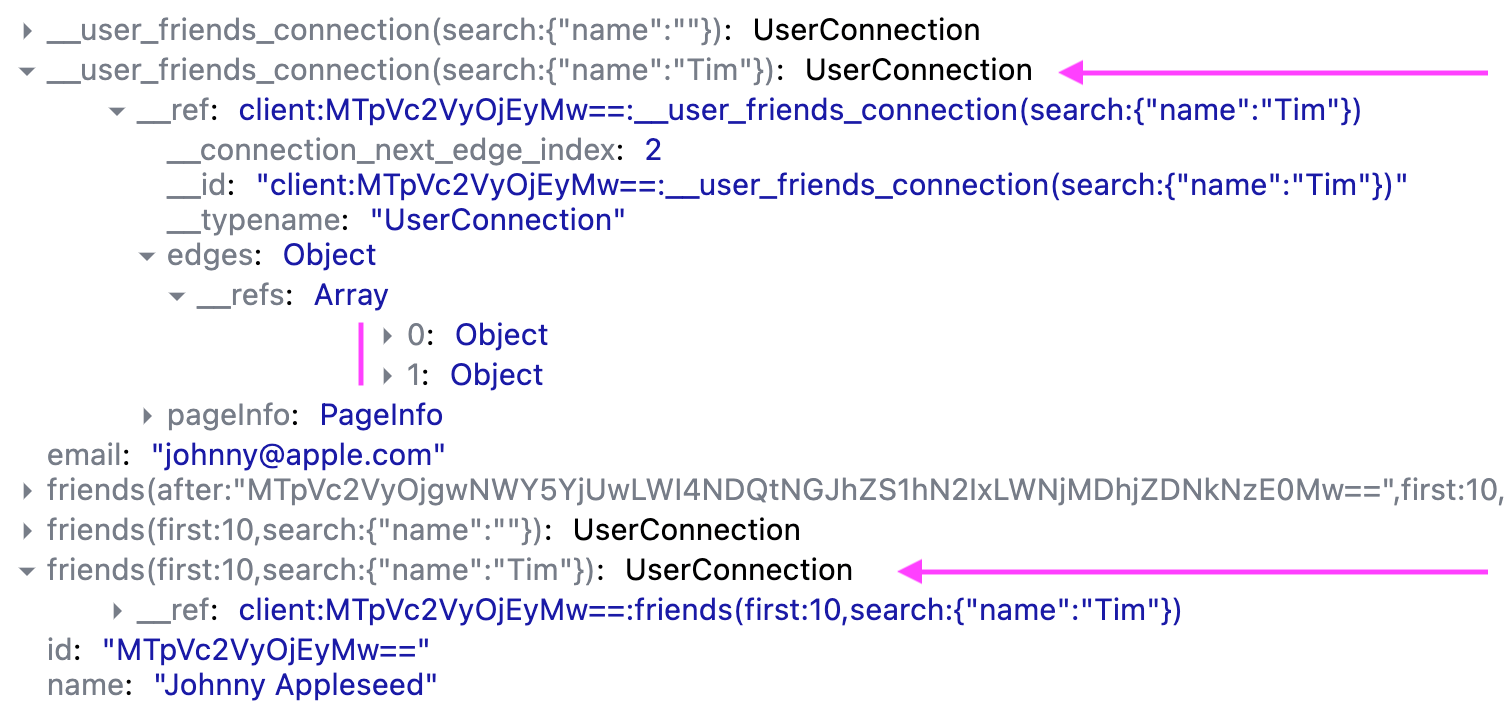 __user_friends_connection(search:{"name":""}): UserConnection
__user_friends_connection(search:{"name":"Tim"}): UserConnection
__ref: client:MTpVc2VyOjEyMw==:__user_friends_connection(search:{"name":"Tim"})
__connection_next_edge_index: 2
__id: "client:MTpVc2VyOjEyMw==:__user_friends_connection(search:{"name":"Tim"})"
__typename: "UserConnection"
edges: Object
__refs: Array
0: Object
1: Object
pageInfo: PageInfo
email: "johnny@apple.com"
friends(after:"MTpVc2VyOjgwNWY5YjUwLWI4NDQtNGJhZS1hN2IxLWNjMDhjZDNkNzE0Mw==",first:10,
friends(first:10,search:{"name":""}): UserConnection
friends(first:10,search:{"name":"Tim"}): UserConnection
__ref: client:MTpVc2VyOjEyMw==:friends(first:10,search:{"name":"Tim"})
id: "MTpVc2VyOjEyMw=="
name: "Johnny Appleseed"